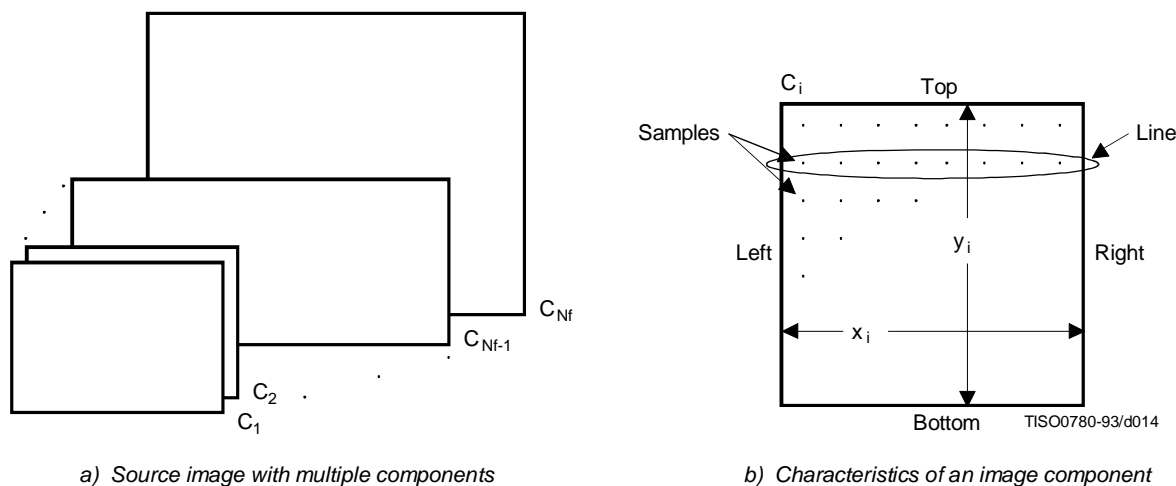 C_Nf
C_Nf-1
C_2
C_1
a) Source image with multiple components
C_i
Top
Samples
Line
Left
y_i
Right
x_i
Bottom
TISO0780-93/d014
b) Characteristics of an image component